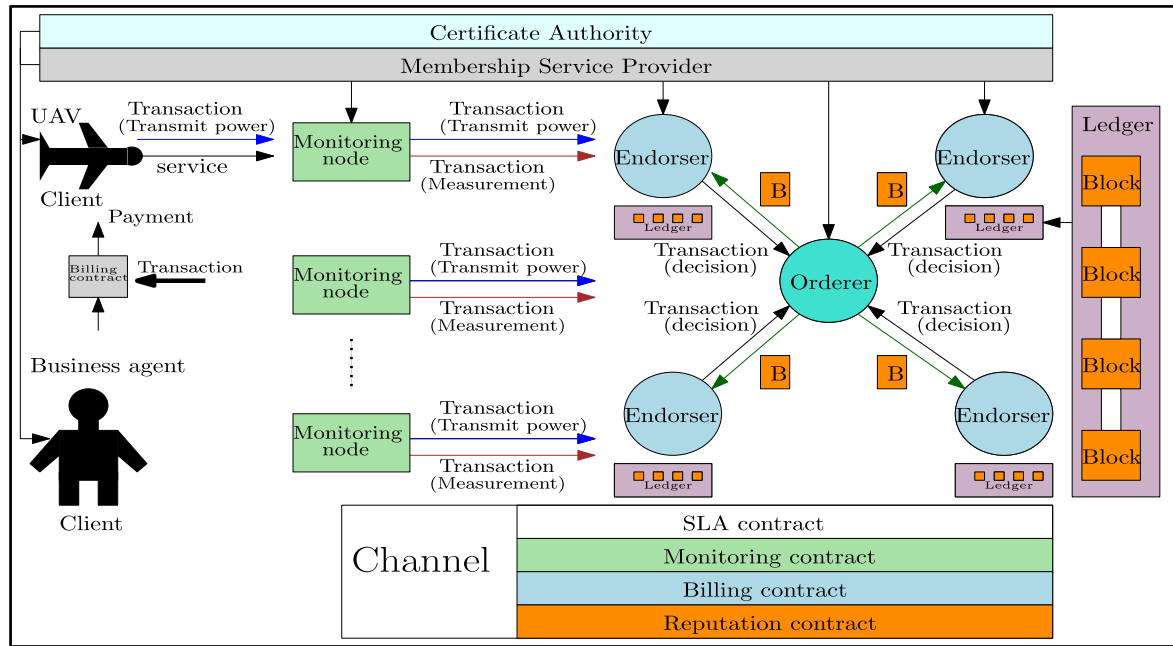 Certificate Authority
Membership Service Provider
UAV
Transaction
(Transmit power)
service
Client
Monitoring
node
Transaction
(Transmit power)
Transaction
(Measurement)
Endorser
Ledger
B
B
Endorser
Ledger
Transaction
(decision)
Transaction
(decision)
Ledger
Block
Block
Block
Block
Payment
Billing
contract
Transaction
Monitoring
node
Transaction
(Transmit power)
Transaction
(Measurement)
Orderer
Transaction
(decision)
Transaction
(decision)
B
B
Business agent
Client
Monitoring
node
Transaction
(Transmit power)
Transaction
(Measurement)
Endorser
Ledger
Endorser
Ledger
Channel
SLA contract
Monitoring contract
Billing contract
Reputation contract